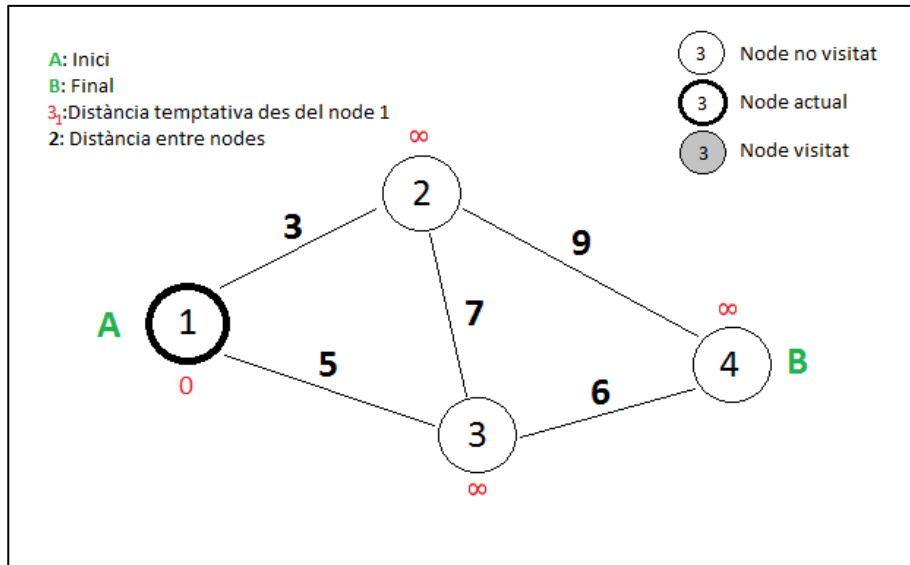 A: Inici
B: Final
3₁:Distància temptativa des del node 1
2: Distància entre nodes
3 Node no visitat
3 Node actual
3 Node visitat
∞
2
3
9
7
A
1
0
5
∞
4
B
6
3
∞